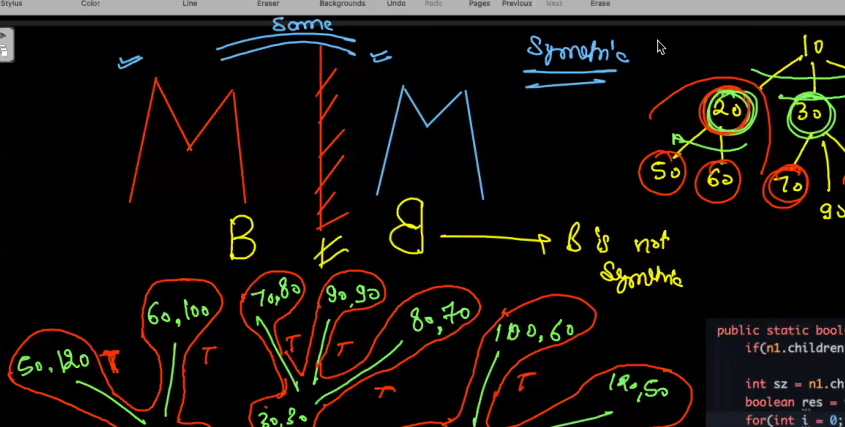 Stylus Color Line Eraser Backgrounds Undo Redo Pages Previous Next Erase
Same
Symetric
M M
B B → B is not
Symetric
10
20 30
50 60 70
90
50,120 60,100 70,80 90,90 80,70 100,60 120,50
T T T T T T
30,30
public static bool
if(n1.children
int sz = n1.ch
boolean res =
for(int i = 0;